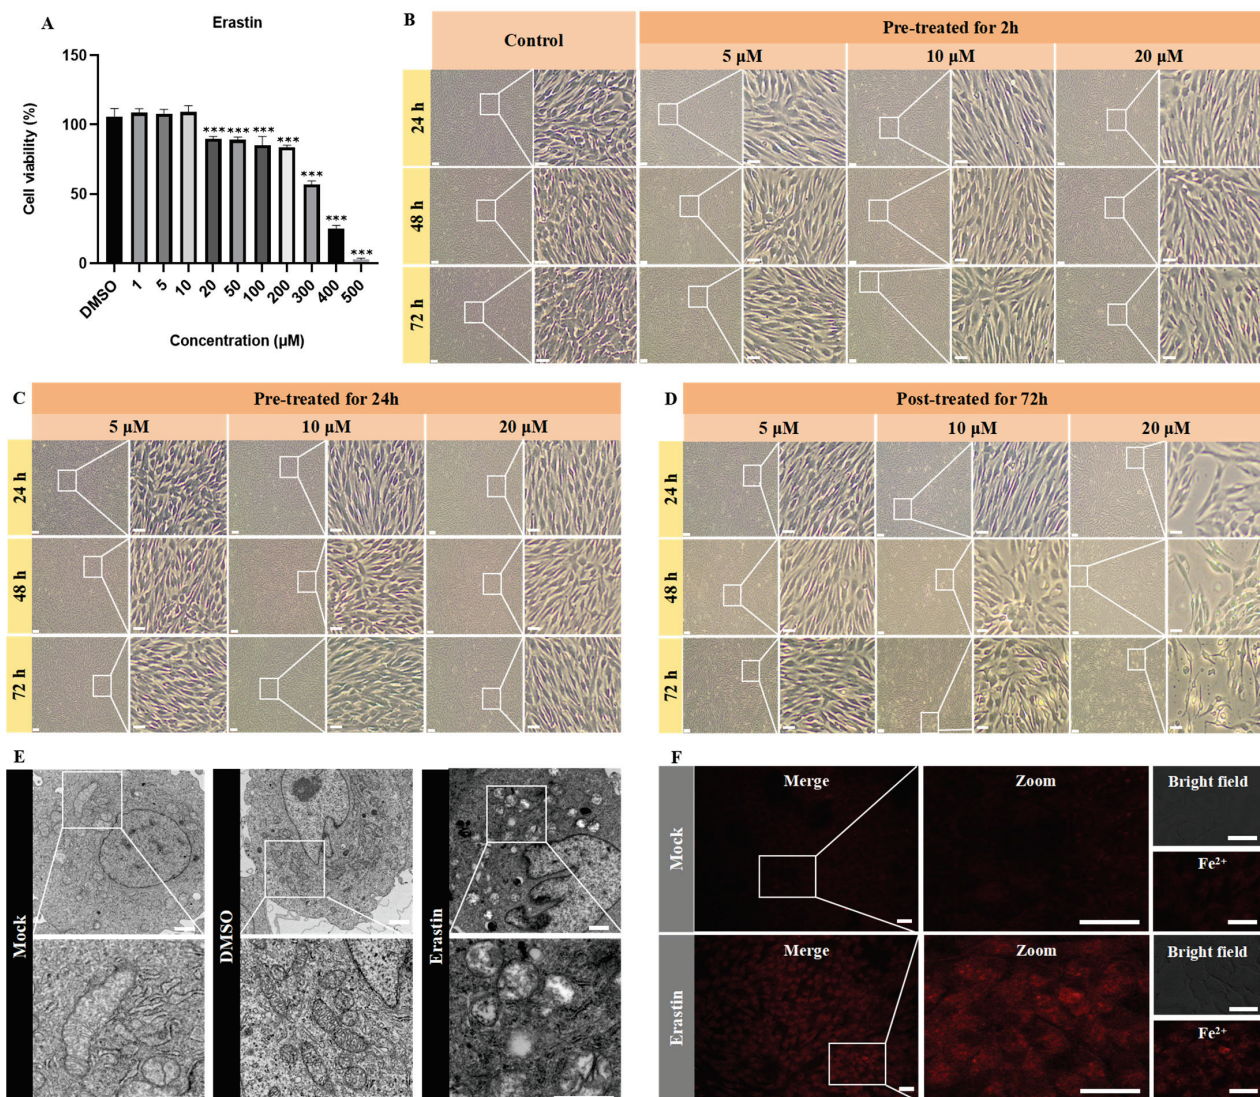 A
Erastin
Cell viability (%)
150
100
50
0
*** *** *** *** *** *** ***
DMSO 1 5 10 20 50 100 200 300 400 500
Concentration (µM)
B
Control
Pre-treated for 2h
5 µM 10 µM 20 µM
24 h
48 h
72 h
C
Pre-treated for 24h
5 µM 10 µM 20 µM
24 h
48 h
72 h
D
Post-treated for 72h
5 µM 10 µM 20 µM
24 h
48 h
72 h
E
Mock
DMSO
Erastin
F
Mock
Merge
Zoom
Bright field
Fe²⁺
Erastin
Merge
Zoom
Bright field
Fe²⁺